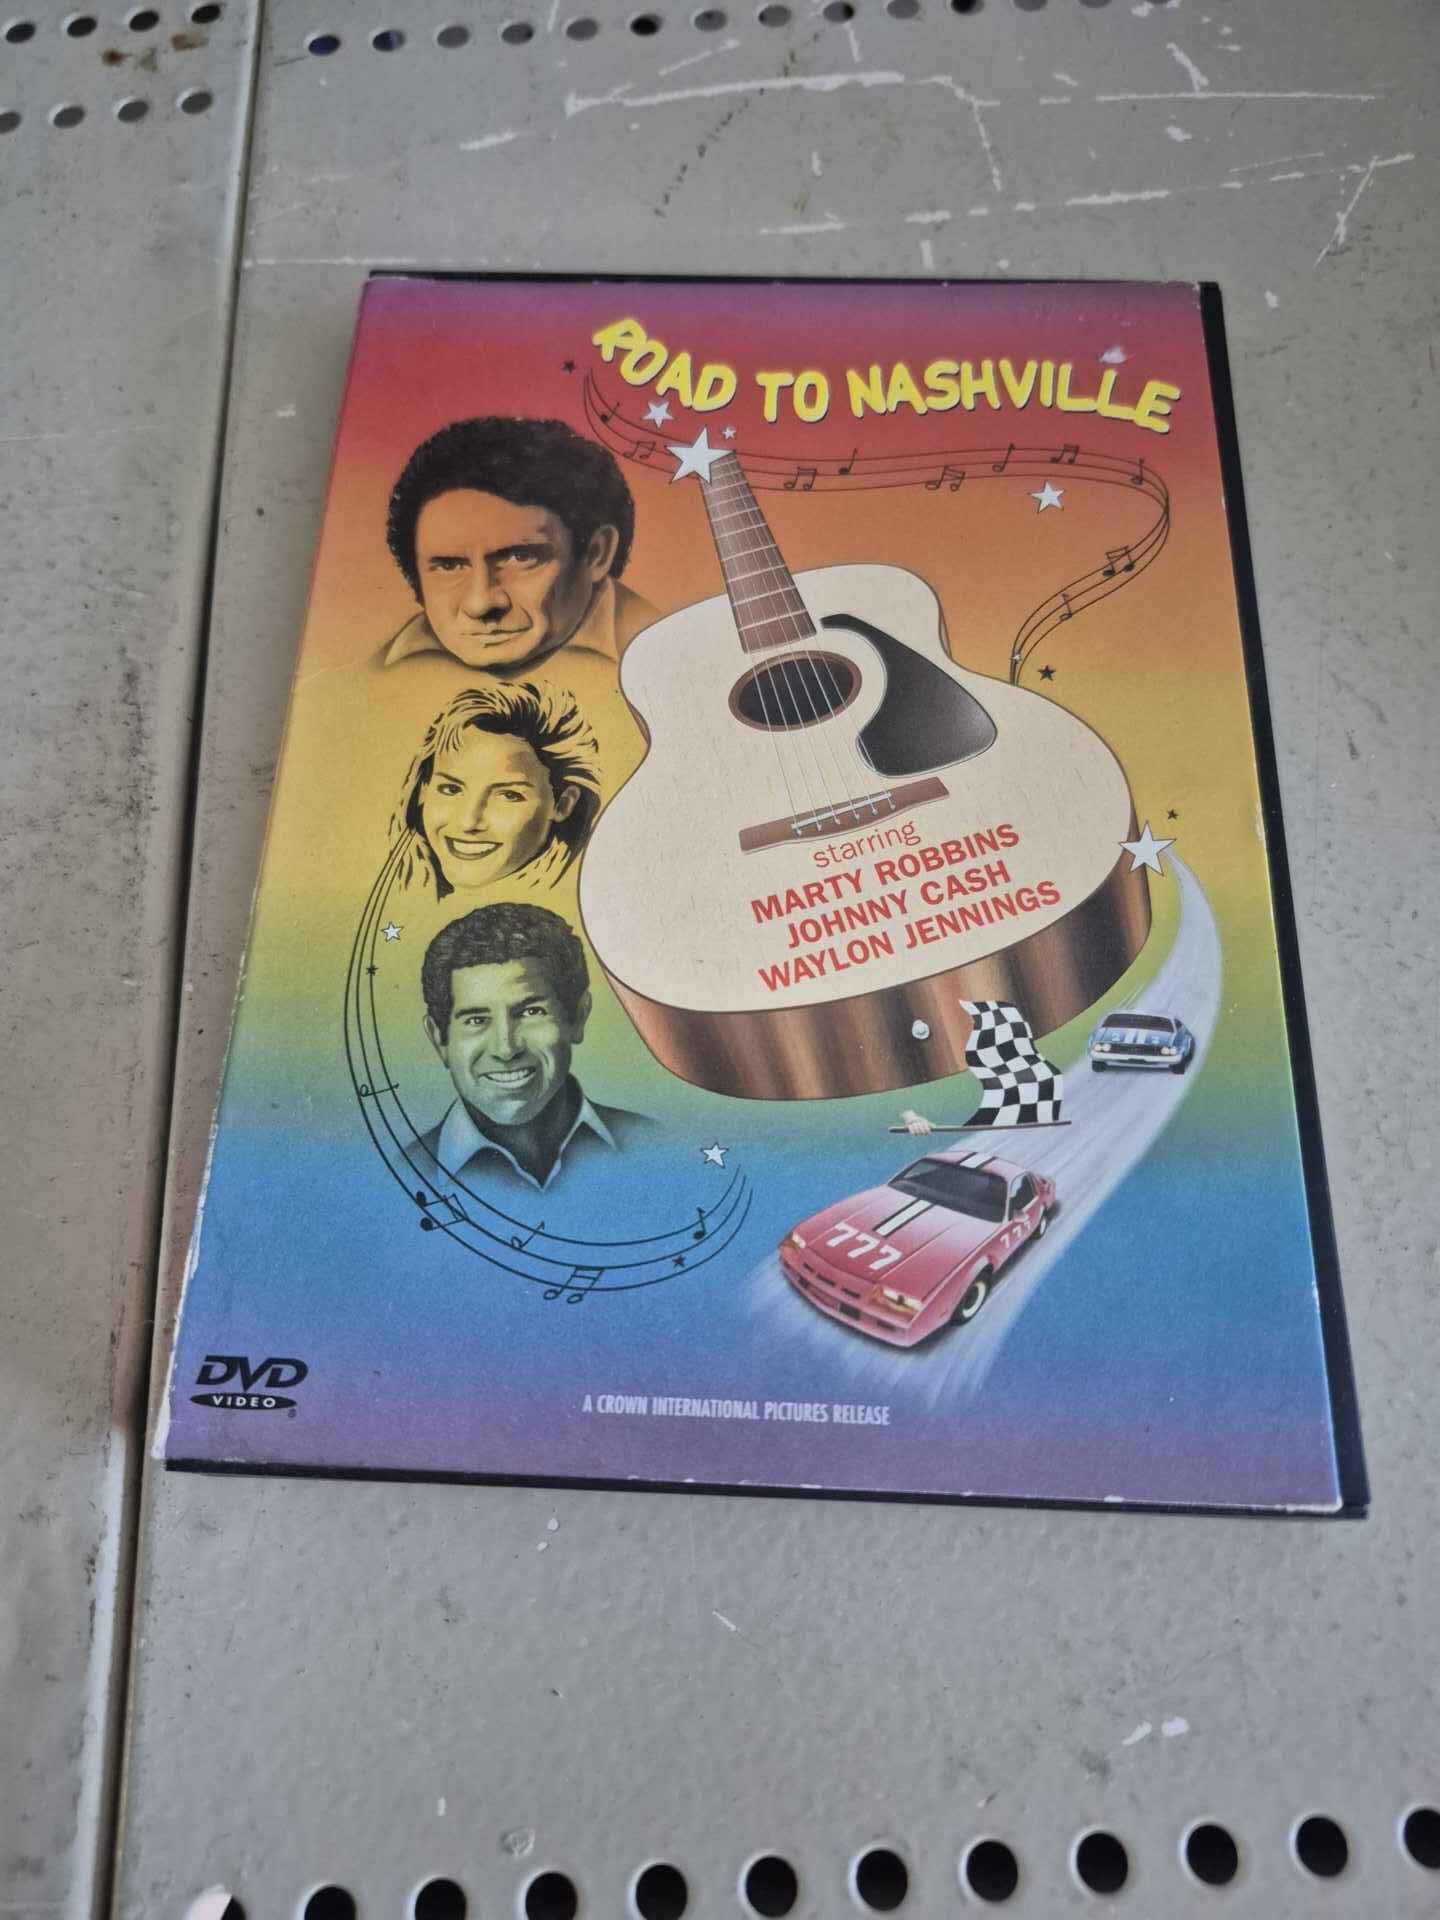 ROAD TO NASHVILLE
starring
MARTY ROBBINS
JOHNNY CASH
WAYLON JENNINGS
777
777
DVD
VIDEO
A CROWN INTERNATIONAL PICTURES RELEASE